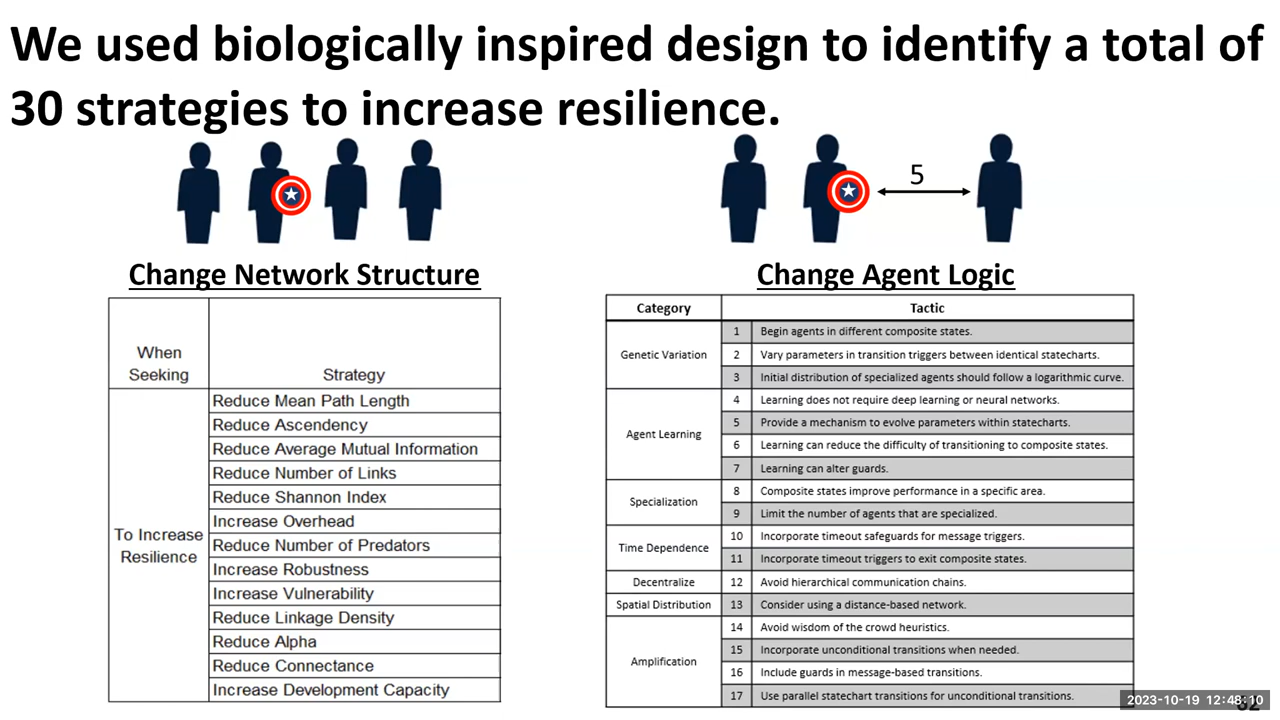 We used biologically inspired design to identify a total of
30 strategies to increase resilience.
5
Change Network Structure
When
Seeking
Strategy
To Increase
Resilience
Reduce Mean Path Length
Reduce Ascendency
Reduce Average Mutual Information
Reduce Number of Links
Reduce Shannon Index
Increase Overhead
Reduce Number of Predators
Increase Robustness
Increase Vulnerability
Reduce Linkage Density
Reduce Alpha
Reduce Connectance
Increase Development Capacity
Change Agent Logic
Category Tactic
Genetic Variation
1 Begin agents in different composite states.
2 Vary parameters in transition triggers between identical statecharts.
3 Initial distribution of specialized agents should follow a logarithmic curve.
Agent Learning
4 Learning does not require deep learning or neural networks.
5 Provide a mechanism to evolve parameters within statecharts.
6 Learning can reduce the difficulty of transitioning to composite states.
7 Learning can alter guards.
Specialization
8 Composite states improve performance in a specific area.
9 Limit the number of agents that are specialized.
Time Dependence
10 Incorporate timeout safeguards for message triggers.
11 Incorporate timeout triggers to exit composite states.
Decentralize
12 Avoid hierarchical communication chains.
Spatial Distribution
13 Consider using a distance-based network.
Amplification
14 Avoid wisdom of the crowd heuristics.
15 Incorporate unconditional transitions when needed.
16 Include guards in message-based transitions.
17 Use parallel statechart transitions for unconditional transitions.
2023-10-19 12:48:10